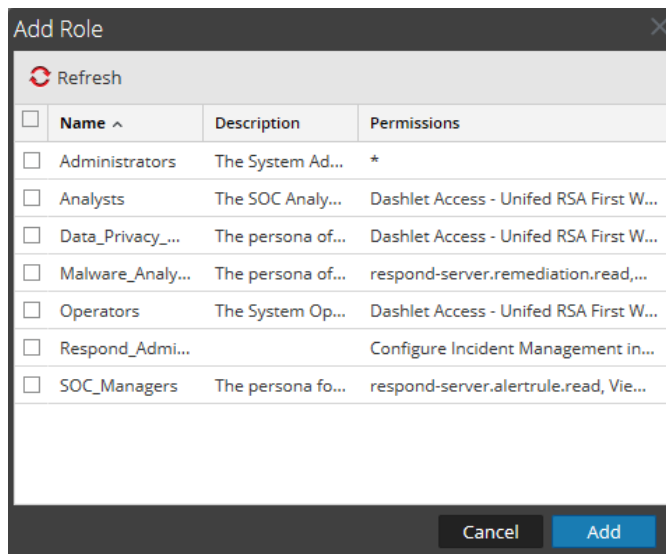 Add Role
Refresh
Name Description Permissions
Administrators The System Ad... *
Analysts The SOC Analy... Dashlet Access - Unifed RSA First W...
Data_Privacy_... The persona of... Dashlet Access - Unifed RSA First W...
Malware_Analy... The persona of... respond-server.remediation.read,...
Operators The System Op... Dashlet Access - Unifed RSA First W...
Respond_Admi... Configure Incident Management in...
SOC_Managers The persona fo... respond-server.alertrule.read, Vie...
Cancel Add